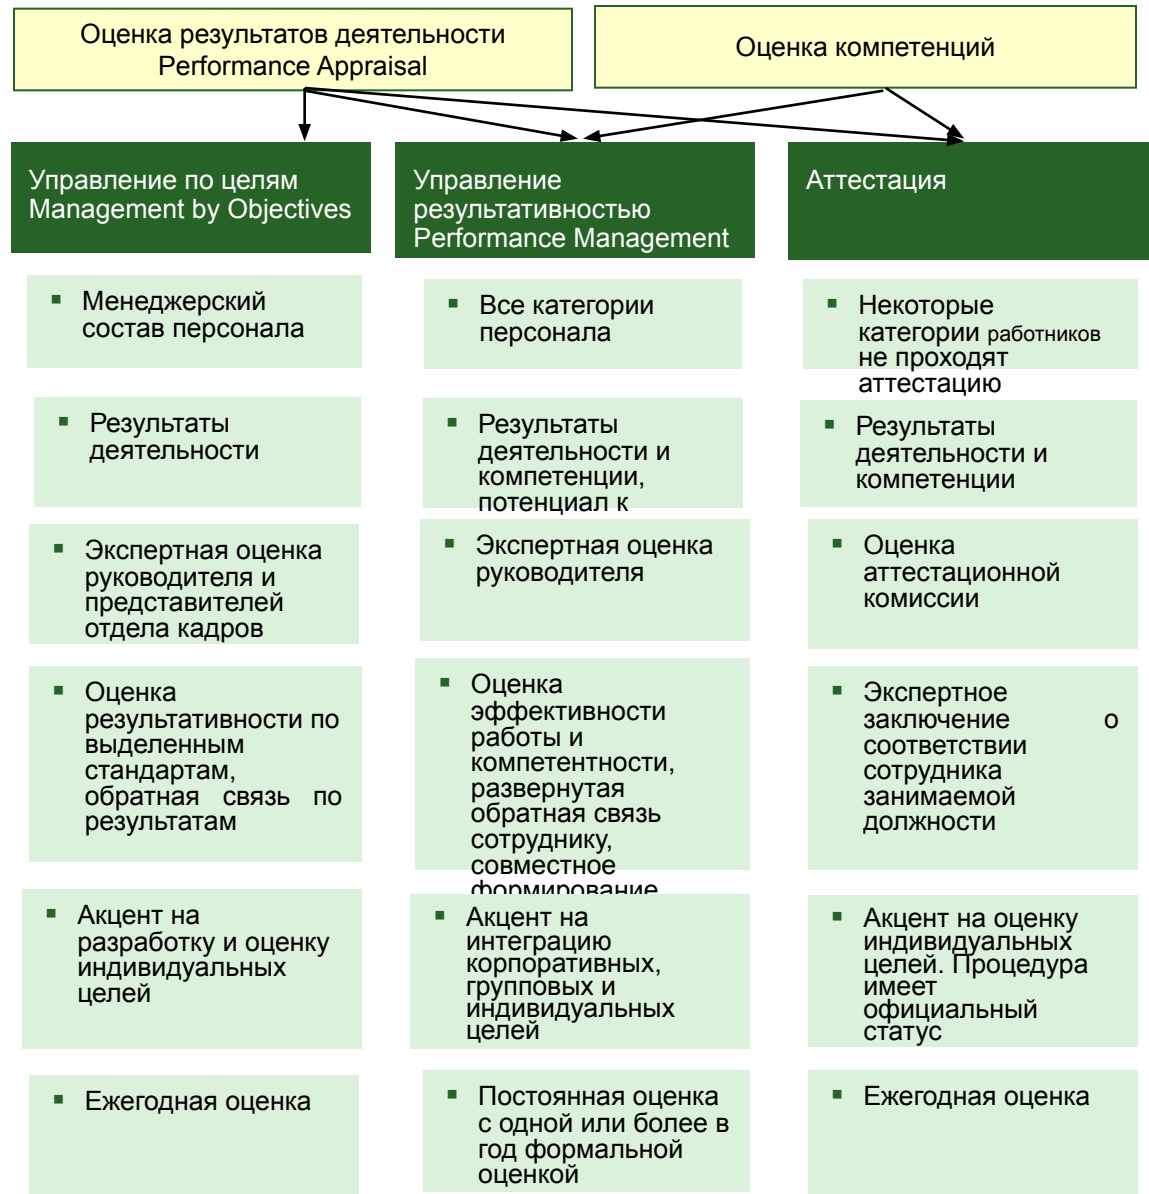 Оценка результатов деятельности
Performance Appraisal
Оценка компетенций
Управление по целям
Management by Objectives
Управление
результативностью
Performance Management
Аттестация
Менеджерский
состав персонала
Все категории
персонала
Некоторые
категории работников
не проходят
аттестацию
Результаты
деятельности
Результаты
деятельности и
компетенции,
потенциал к
Результаты
деятельности и
компетенции
Экспертная оценка
руководителя и
представителей
отдела кадров
Экспертная оценка
руководителя
Оценка
аттестационной
комиссии
Оценка
результативности по
выделенным
стандартам,
обратная связь по
результатам
Оценка
эффективности
работы и
компетентности,
развернутая
обратная связь
сотруднику,
совместное
формирование
Экспертное
заключение о
соответствии
сотрудника
занимаемой
должности
Акцент на
разработку и оценку
индивидуальных
целей
Акцент на
интеграцию
корпоративных,
групповых и
индивидуальных
целей
Акцент на оценку
индивидуальных
целей. Процедура
имеет
официальный
статус
Ежегодная оценка
Постоянная оценка
с одной или более в
год формальной
оценкой
Ежегодная оценка